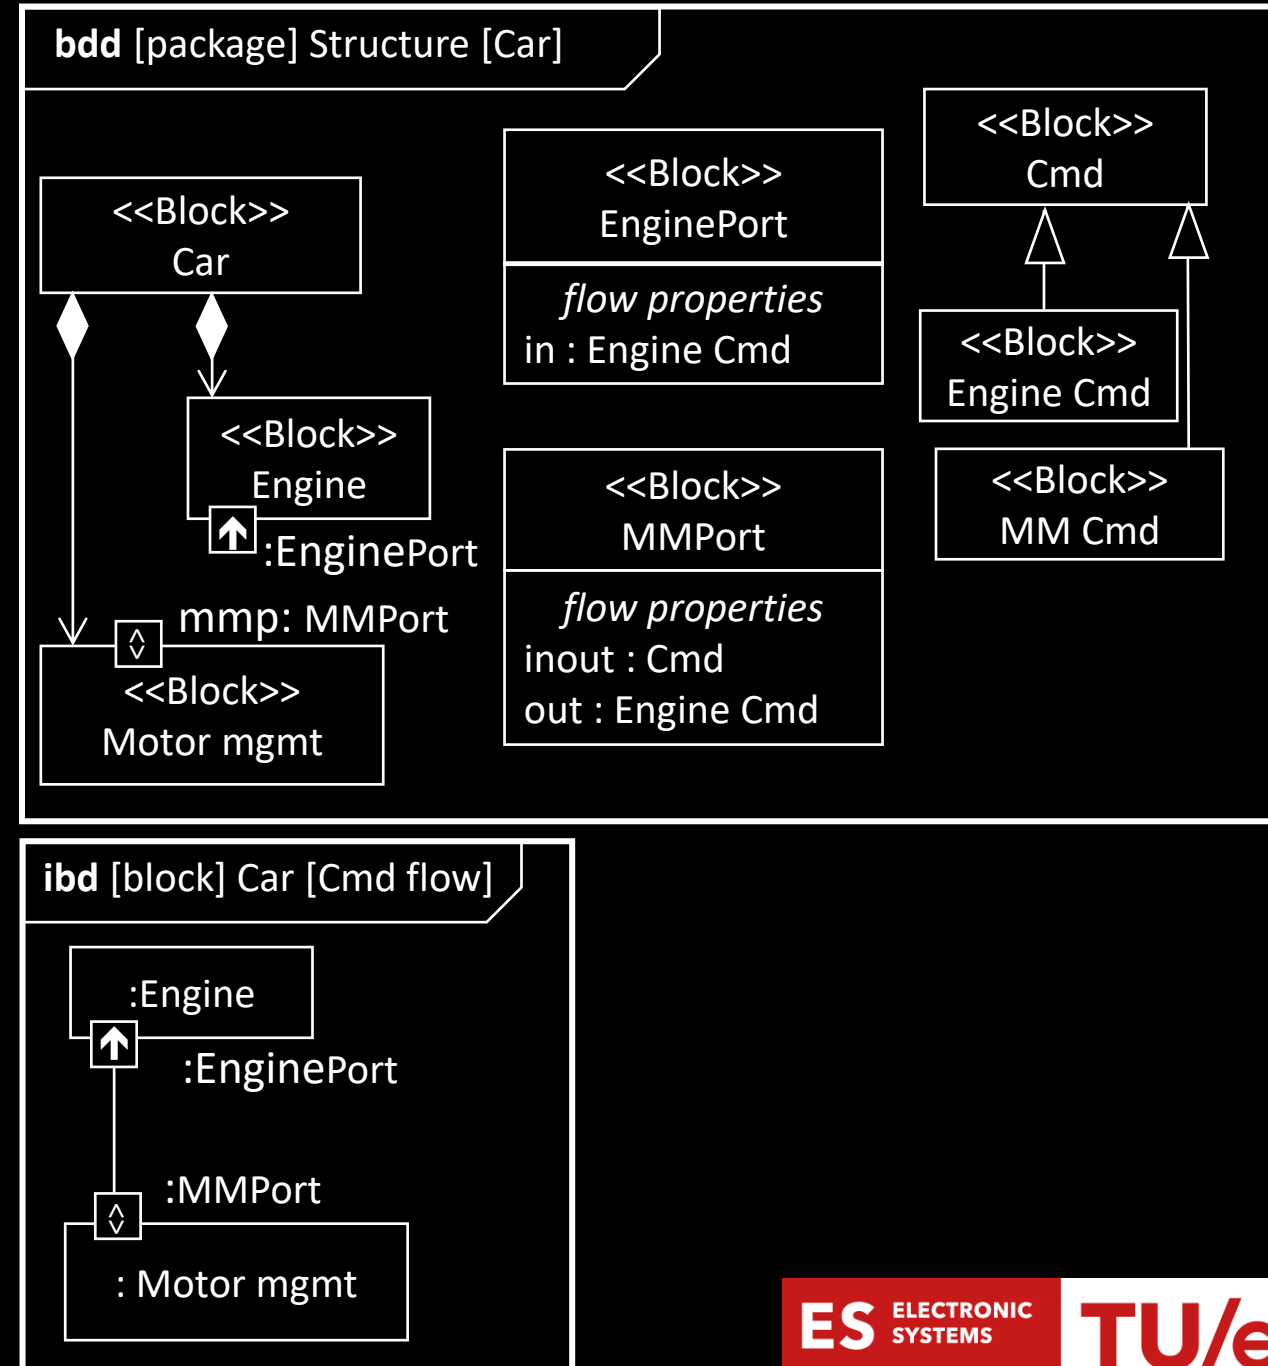 bdd [package] Structure [Car]
<<Block>>
Car
<<Block>>
Engine
:EnginePort
mmp: MMPort
<<Block>>
Motor mgmt
<<Block>>
EnginePort
flow properties
in : Engine Cmd
<<Block>>
MMPort
flow properties
inout : Cmd
out : Engine Cmd
<<Block>>
Cmd
<<Block>>
Engine Cmd
<<Block>>
MM Cmd
ibd [block] Car [Cmd flow]
:Engine
:EnginePort
:MMPort
: Motor mgmt
ES ELECTRONIC
SYSTEMS
TU/e